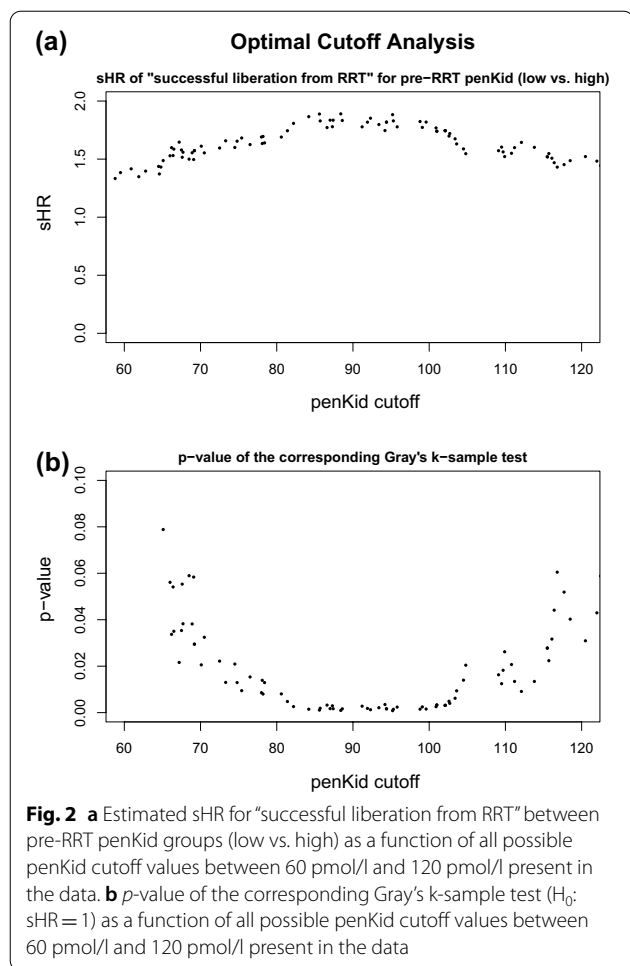 (a) Optimal Cutoff Analysis
sHR of "successful liberation from RRT" for pre-RRT penKid (low vs. high)
2.0
1.5
1.0
0.5
0.0
sHR
60 70 80 90 100 110 120
penKid cutoff
(b)
p-value of the corresponding Gray's k-sample test
0.10
0.08
0.06
0.04
0.02
0.00
p-value
60 70 80 90 100 110 120
penKid cutoff
Fig. 2 a Estimated sHR for "successful liberation from RRT" between
pre-RRT penKid groups (low vs. high) as a function of all possible
penKid cutoff values between 60 pmol/l and 120 pmol/l present in
the data. b p-value of the corresponding Gray's k-sample test (H0:
sHR = 1) as a function of all possible penKid cutoff values between
60 pmol/l and 120 pmol/l present in the data